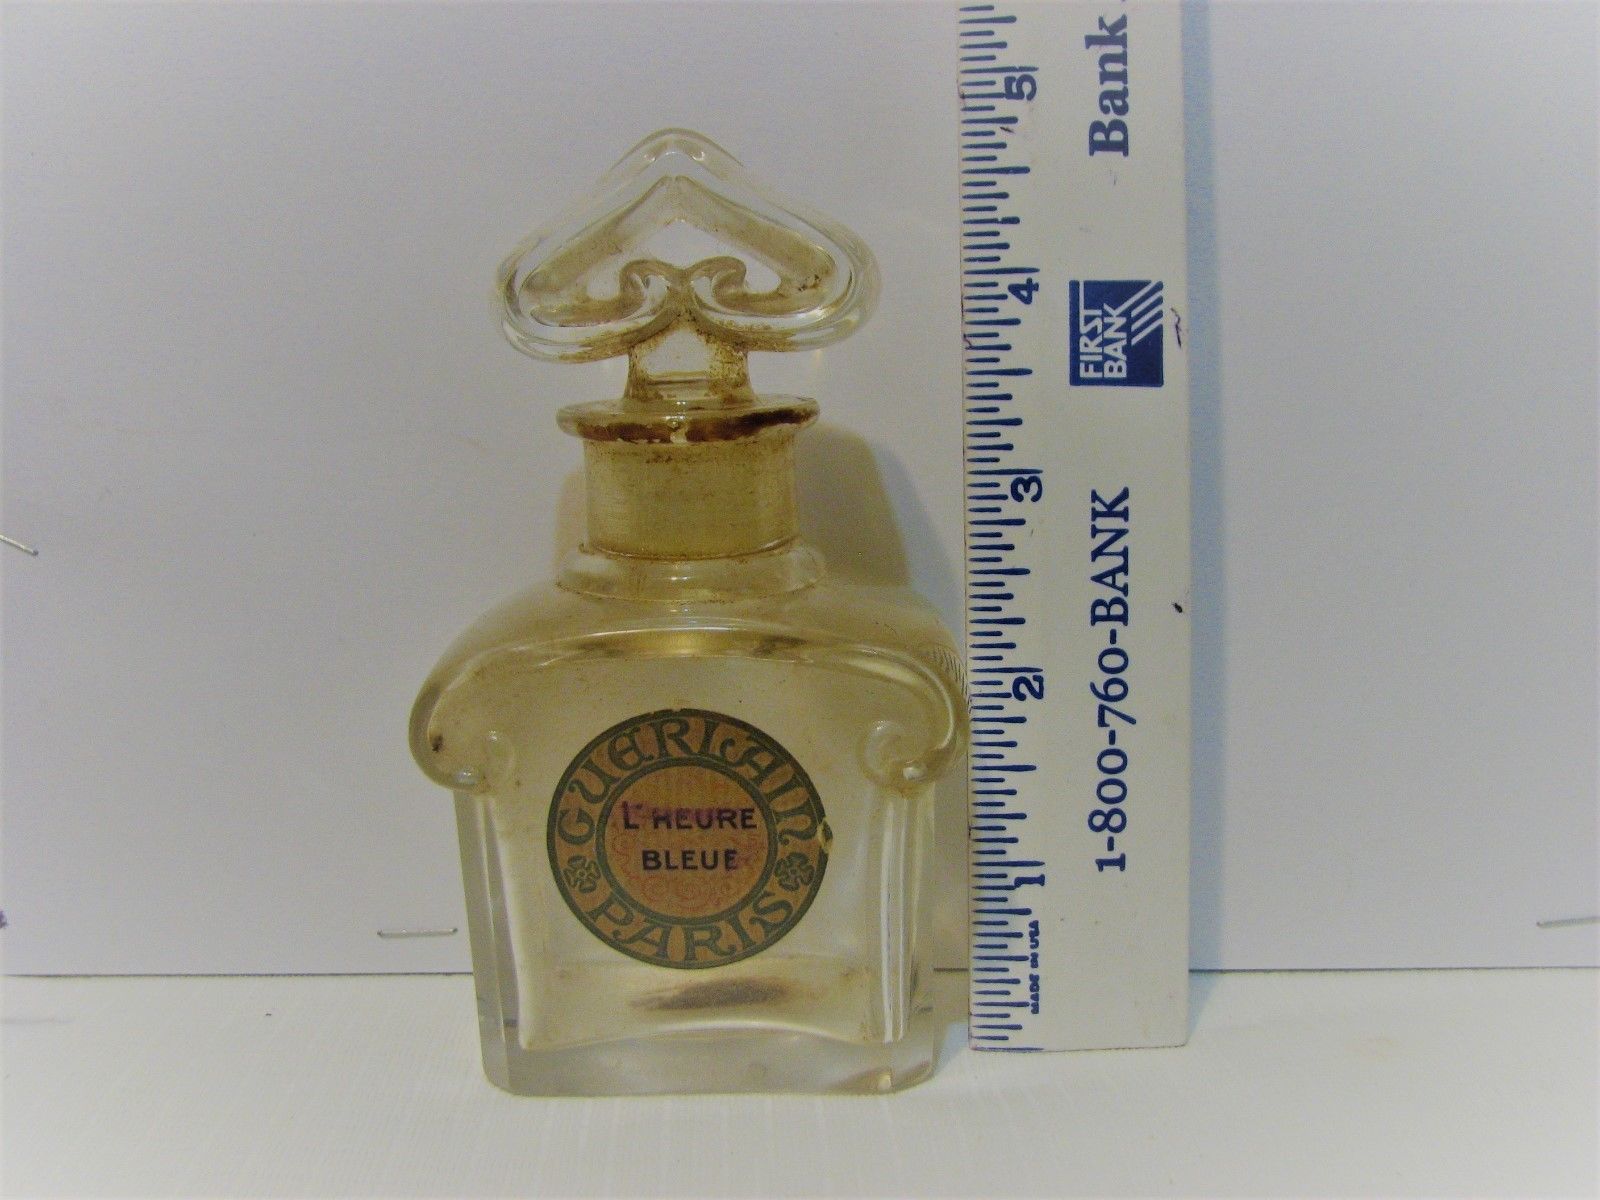 GUERLAIN
L'HEURE
BLEUE
PARIS
MADE IN USA
1 2 3 4 5
1-800-760-BANK
FIRST
BANK
Bank